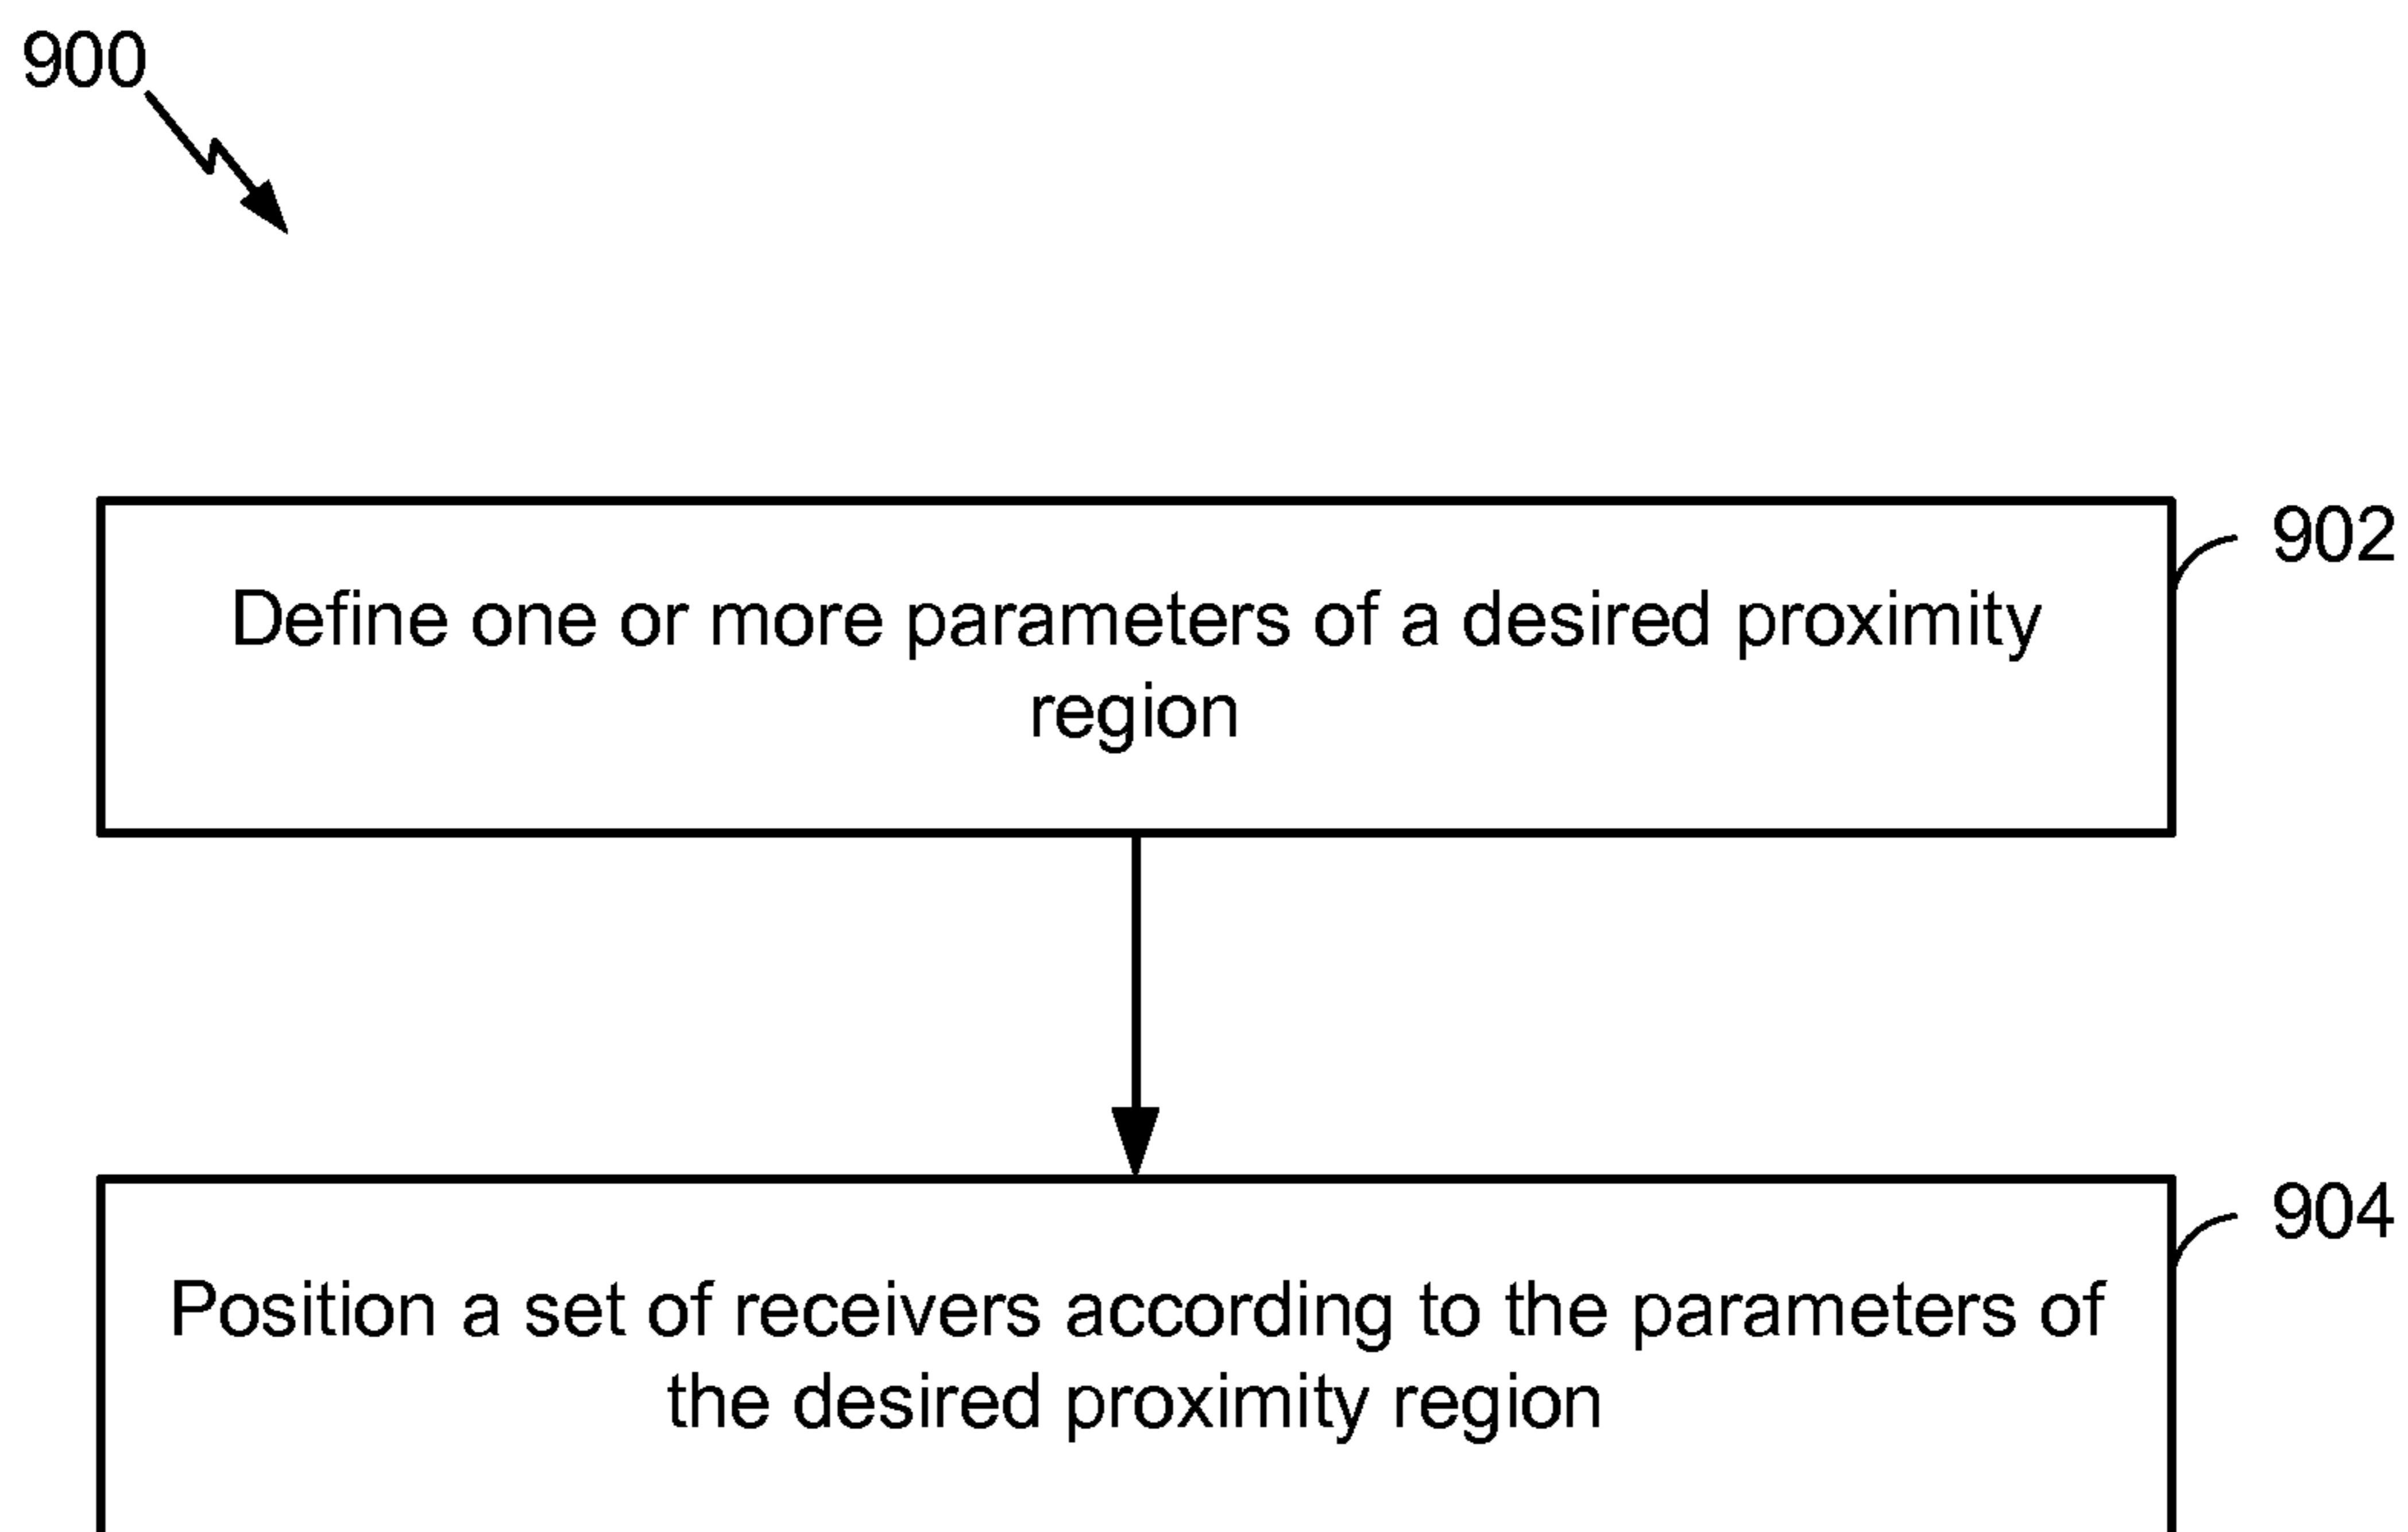 900
902
Define one or more parameters of a desired proximity
region
904
Position a set of receivers according to the parameters of
the desired proximity region